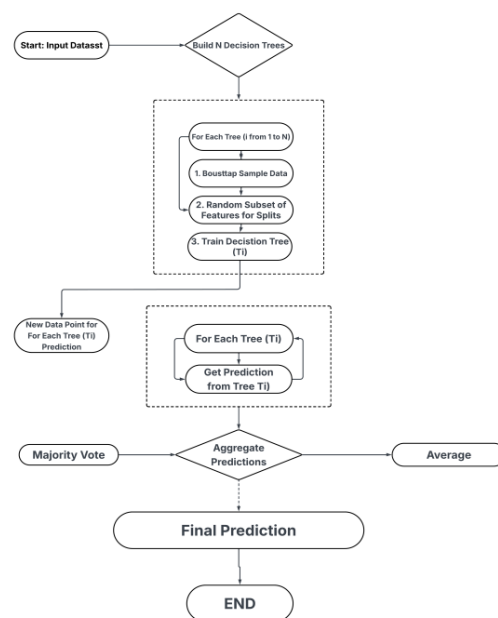 Start: Input Datasst
Build N Decision Trees
For Each Tree (i from 1 to N)
1. Bousttap Sample Data
2. Random Subset of
Features for Splits
3. Train Decistion Tree
(Ti)
New Data Point for
For Each Tree (Ti)
Prediction
For Each Tree (Ti)
Get Prediction
from Tree Ti)
Majority Vote
Aggregate
Predictions
Average
Final Prediction
END